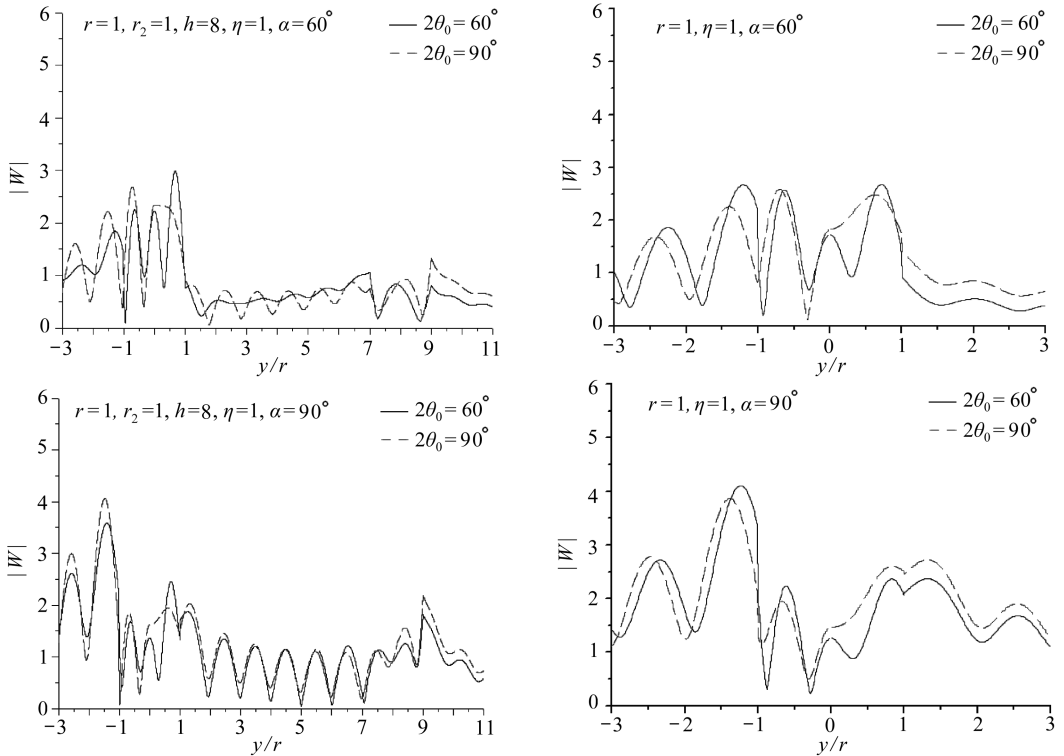 r=1, r₂=1, h=8, η=1, α=60°
2θ₀=60°
2θ₀=90°
6
5
4
3
2
1
0
|W|
−3 −1 1 3 5 7 9 11
y/r
r=1, η=1, α=60°
2θ₀=60°
2θ₀=90°
6
5
4
3
2
1
0
|W|
−3 −2 −1 0 1 2 3
y/r
r=1, r₂=1, h=8, η=1, α=90°
2θ₀=60°
2θ₀=90°
6
5
4
3
2
1
0
|W|
−3 −1 1 3 5 7 9 11
y/r
r=1, η=1, α=90°
2θ₀=60°
2θ₀=90°
6
5
4
3
2
1
0
|W|
−3 −2 −1 0 1 2 3
y/r